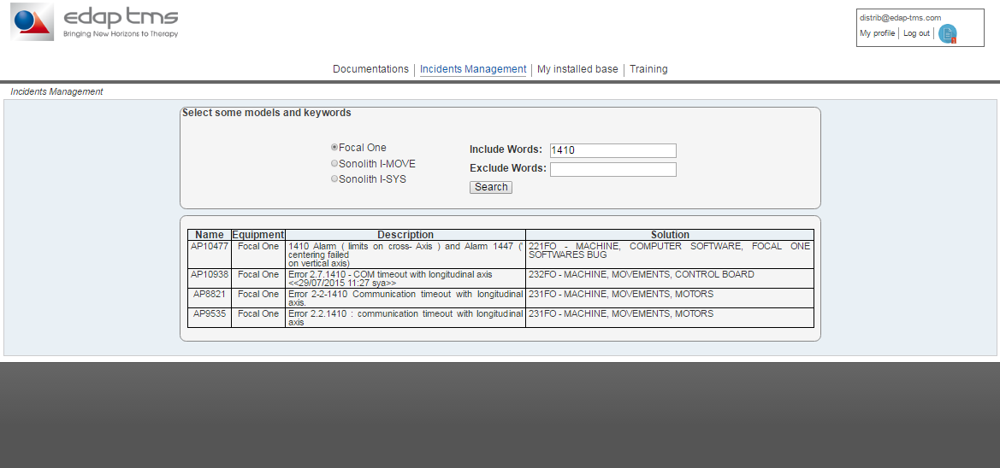 edap tms
Bringing New Horizons to Therapy
distrib@edap-tms.com
My profile | Log out | 1
Documentations | Incidents Management | My installed base | Training
Incidents Management
Select some models and keywords
Focal One
Sonolith I-MOVE
Sonolith I-SYS
Include Words: 1410
Exclude Words:
Search
Name Equipment Description Solution
AP10477 Focal One 1410 Alarm ( limits on cross- Axis ) and Alarm 1447 (' 221FO - MACHINE, COMPUTER SOFTWARE, FOCAL ONE
centering failed SOFTWARES BUG
on vertical axis)
AP10938 Focal One Error 2.7.1410 - COM timeout with longitudinal axis 232FO - MACHINE, MOVEMENTS, CONTROL BOARD
<<29/07/2015 11:27 sya>>
AP8821 Focal One Error 2-2-1410 Communication timeout with longitudinal 231FO - MACHINE, MOVEMENTS, MOTORS
axis.
AP9535 Focal One Error 2.2.1410 : communication timeout with longitudinal 231FO - MACHINE, MOVEMENTS, MOTORS
axis